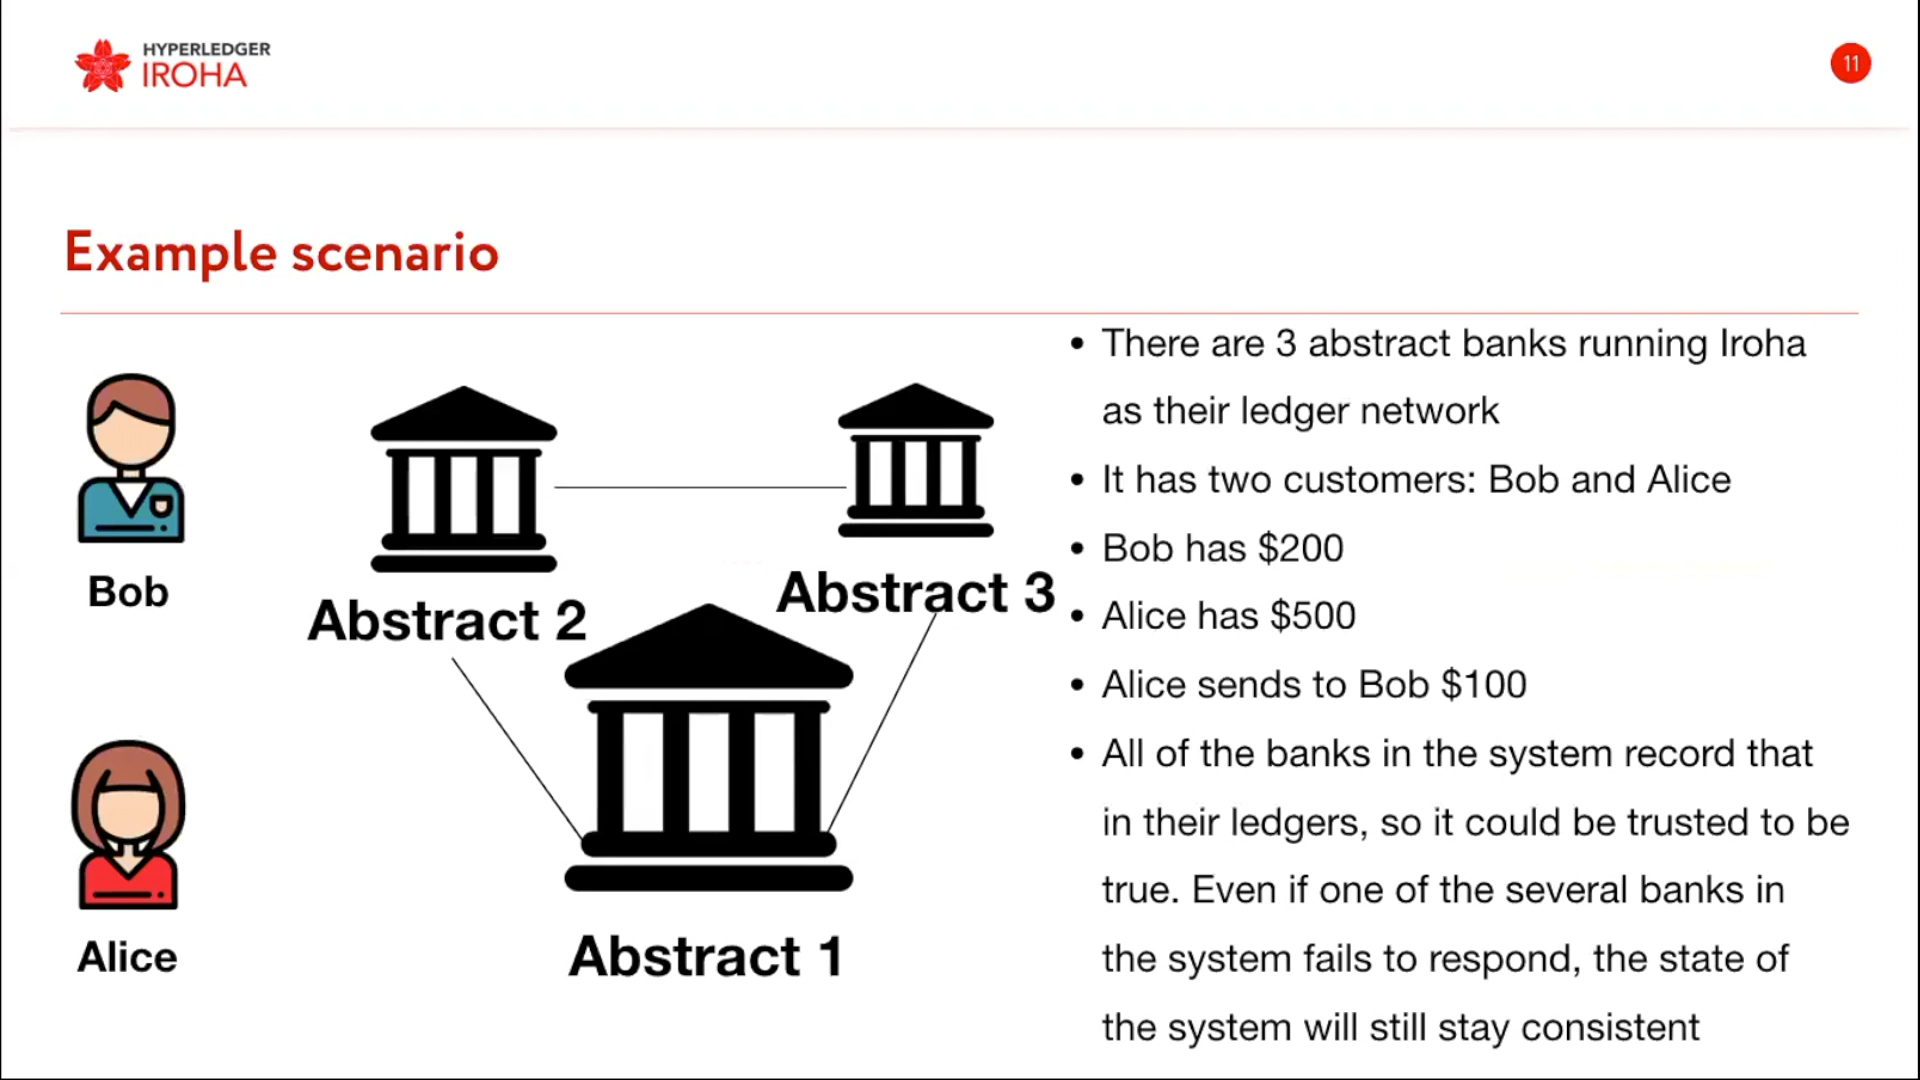 HYPERLEDGER
IROHA
11
Example scenario
Bob
Alice
Abstract 2
Abstract 3
Abstract 1
• There are 3 abstract banks running Iroha
as their ledger network
• It has two customers: Bob and Alice
• Bob has $200
• Alice has $500
• Alice sends to Bob $100
• All of the banks in the system record that
in their ledgers, so it could be trusted to be
true. Even if one of the several banks in
the system fails to respond, the state of
the system will still stay consistent